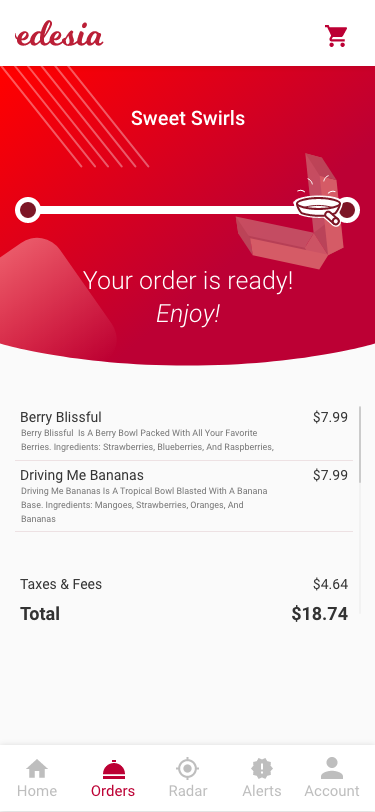 edesia
Sweet Swirls
Your order is ready!
Enjoy!
Berry Blissful $7.99
Berry Blissful Is A Berry Bowl Packed With All Your Favorite
Berries. Ingredients: Strawberries, Blueberries, And Raspberries,
Driving Me Bananas $7.99
Driving Me Bananas Is A Tropical Bowl Blasted With A Banana
Base. Ingredients: Mangoes, Strawberries, Oranges, And
Bananas
Taxes & Fees $4.64
Total $18.74
Home Orders Radar Alerts Account